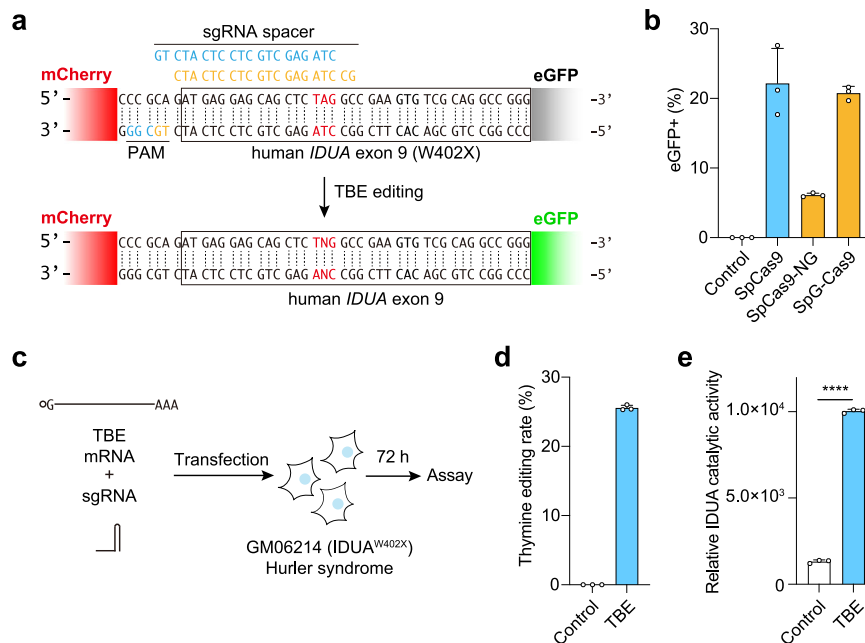 a
sgRNA spacer
GT CTA CTC CTC GTC GAG ATC
CTA CTC CTC GTC GAG ATC CG
mCherry
eGFP
5’ – CCC GCA GAT GAG GAG CAG CTC TAG GCC GAA GTG TCG CAG GCC GGG –3’
3’ – GGG CGT CTA CTC CTC GTC GAG ATC CGG CTT CAC AGC GTC CGG CCC –5’
PAM
human IDUA exon 9 (W402X)
TBE editing
mCherry
eGFP
5’ – CCC GCA GAT GAG GAG CAG CTC TNG GCC GAA GTG TCG CAG GCC GGG –3’
3’ – GGG CGT CTA CTC CTC GTC GAG ANC CGG CTT CAC AGC GTC CGG CCC –5’
human IDUA exon 9
b
eGFP+ (%)
30
20
10
0
Control
SpCas9
SpCas9-NG
SpG-Cas9
c
G
AAA
TBE
mRNA
+
sgRNA
Transfection
72 h
Assay
GM06214 (IDUAW402X)
Hurler syndrome
d
Thymine editing rate (%)
30
20
10
0
Control
TBE
e
Relative IDUA catalytic activity
****
1.0×10⁴
5.0×10³
0
Control
TBE